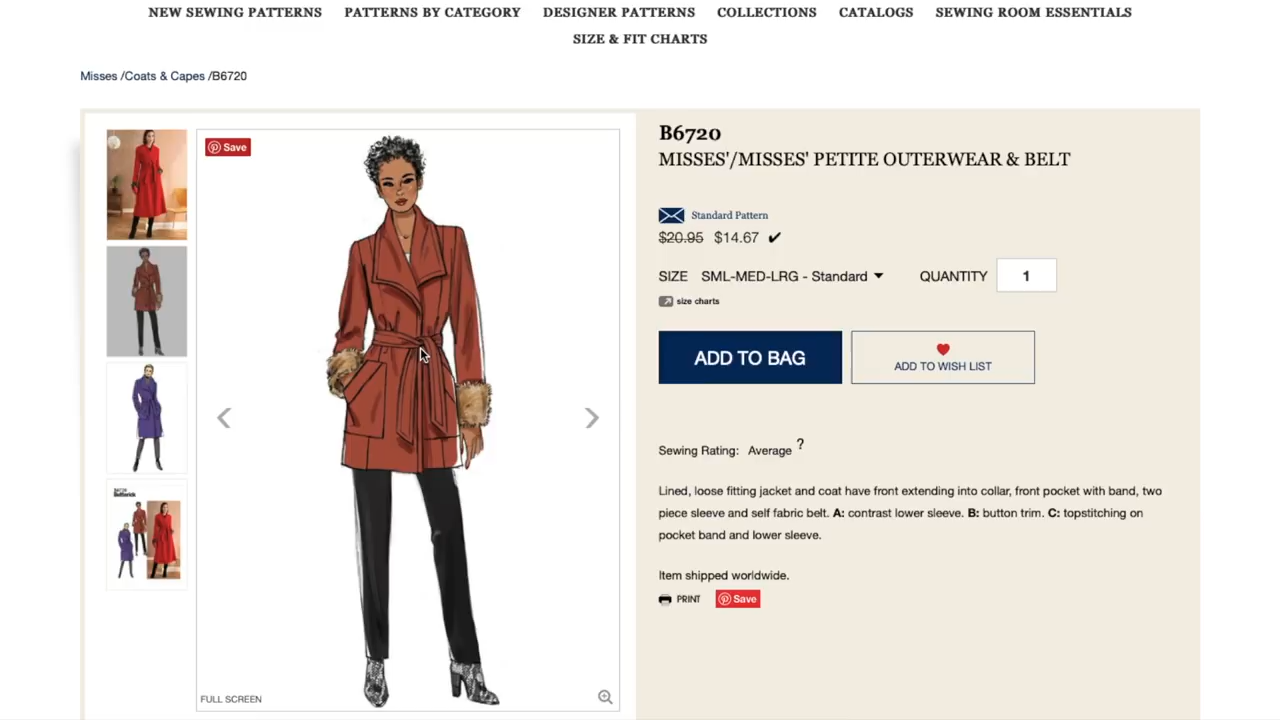 NEW SEWING PATTERNS PATTERNS BY CATEGORY DESIGNER PATTERNS COLLECTIONS CATALOGS SEWING ROOM ESSENTIALS
SIZE & FIT CHARTS
Misses /Coats & Capes /B6720
Save
B6720
MISSES'/MISSES' PETITE OUTERWEAR & BELT
Standard Pattern
$20.95 $14.67 ✔
SIZE SML-MED-LRG - Standard QUANTITY 1
size charts
ADD TO BAG
ADD TO WISH LIST
Sewing Rating: Average ?
Lined, loose fitting jacket and coat have front extending into collar, front pocket with band, two
piece sleeve and self fabric belt. A: contrast lower sleeve. B: button trim. C: topstitching on
pocket band and lower sleeve.
Item shipped worldwide.
PRINT Save
Butterick
FULL SCREEN